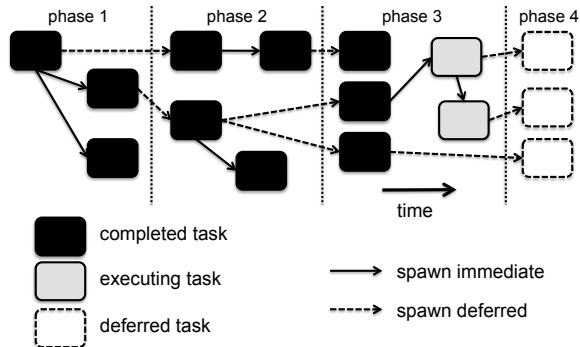 phase 1 phase 2 phase 3 phase 4
time
completed task
executing task
deferred task
spawn immediate
spawn deferred